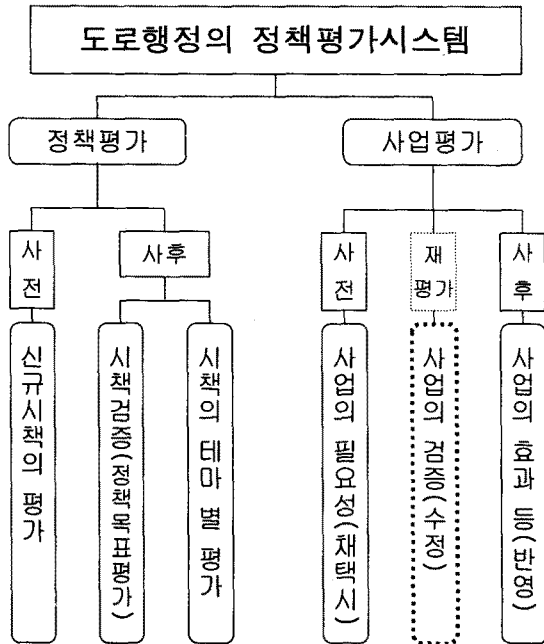 도로행정의 정책평가시스템
정책평가
사업평가
사전
사후
사전
재
평가
사후
신규시책의 평가
시책검증(정책목표평가)
시책의 테마 별 평가
사업의 필요성(채택시)
사업의 검증(수정)
사업의 효과 등(반영)